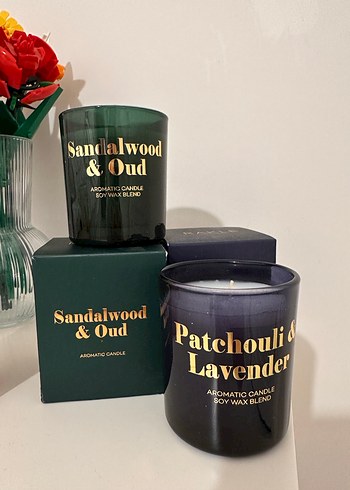 Sandalwood
& Oud
AROMATIC CANDLE
SOY WAX BLEND
Sandalwood
& Oud
AROMATIC CANDLE
Patchouli &
Lavender
AROMATIC CANDLE
SOY WAX BLEND